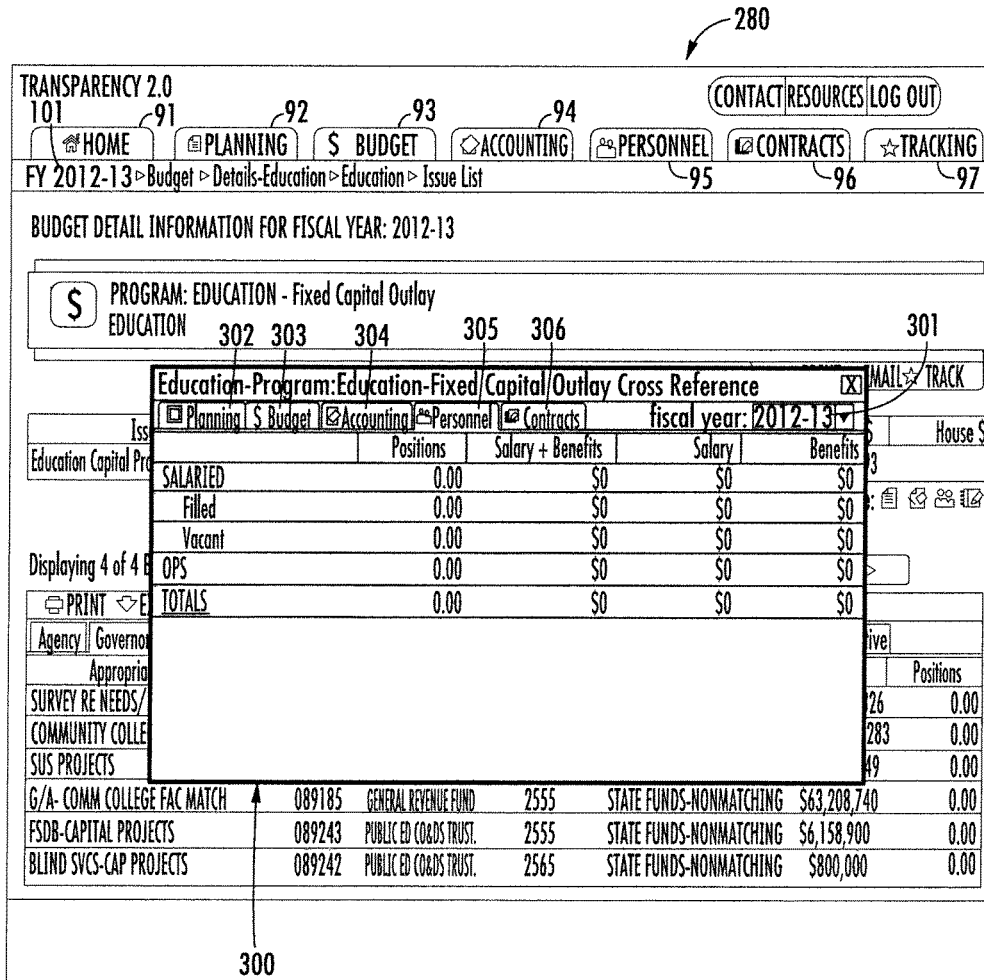 280
TRANSPARENCY 2.0
CONTACT RESOURCES LOG OUT
101 91 92 93 94
HOME PLANNING $ BUDGET ACCOUNTING PERSONNEL CONTRACTS ☆TRACKING
FY 2012-13▷Budget ▷ Details-Education▷Education▷ Issue List
95 96 97
BUDGET DETAIL INFORMATION FOR FISCAL YEAR: 2012-13
$ PROGRAM: EDUCATION - Fixed Capital Outlay
EDUCATION
302 303 304 305 306 301
MAIL☆ TRACK
Education-Program:Education-Fixed Capital Outlay Cross Reference X
Planning $ Budget Accounting Personnel Contracts fiscal year: 2012-13
Iss House $
Positions Salary + Benefits Salary Benefits
Education Capital Pro
SALARIED 0.00 $0 $0 $0
Filled 0.00 $0 $0 $0
Vacant 0.00 $0 $0 $0
Displaying 4 of 4 B
OPS 0.00 $0 $0 $0
PRINT
TOTALS 0.00 $0 $0 $0
Agency Governor ive
Appropria Positions
SURVEY RE NEEDS/ 26 0.00
COMMUNITY COLLE 283 0.00
SUS PROJECTS 49 0.00
G/A- COMM COLLEGE FAC MATCH 089185 GENERAL REVENUE FUND 2555 STATE FUNDS-NONMATCHING $63,208,740 0.00
FSDB-CAPITAL PROJECTS 089243 PUBLIC ED CO&DS TRUST. 2555 STATE FUNDS-NONMATCHING $6,158,900 0.00
BLIND SVCS-CAP PROJECTS 089242 PUBLIC ED CO&DS TRUST. 2565 STATE FUNDS-NONMATCHING $800,000 0.00
300